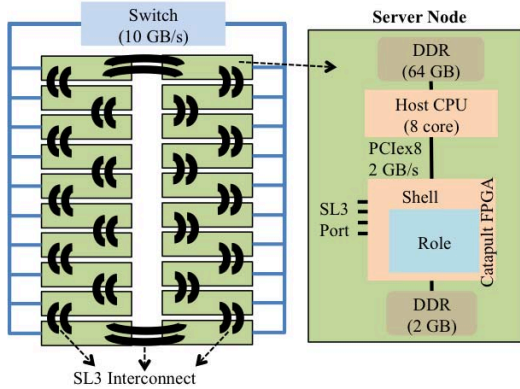 Switch
(10 GB/s)
SL3 Interconnect
Server Node
DDR
(64 GB)
Host CPU
(8 core)
PCIex8
2 GB/s
Shell
SL3
Port
Role
Catapult FPGA
DDR
(2 GB)